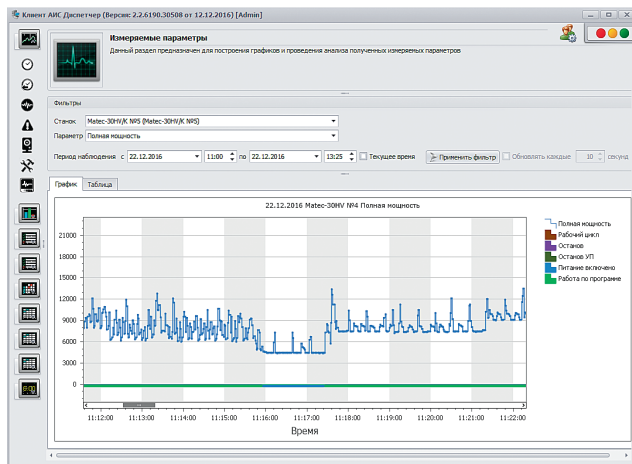 Клиент АИС Диспетчер (Версия: 2.2.6190.30508 от 12.12.2016) [Admin]
Измеряемые параметры
Данный раздел предназначен для построения графиков и проведения анализа полученных измеряемых параметров
Фильтры
Станок Matec-30HV/K №5 (Matec-30HV/K №5)
Параметр Полная мощность
Период наблюдения с 22.12.2016 11:00 по 22.12.2016 13:25 Текущее время Применить фильтр Обновлять каждые 10 секунд
График Таблица
22.12.2016 Matec-30HV №4 Полная мощность
Полная мощность
Рабочий цикл
Останов
Останов УП
Питание включено
Работа по программе
21000
18000
15000
12000
9000
6000
3000
0
11:12:00 11:13:00 11:14:00 11:15:00 11:16:00 11:17:00 11:18:00 11:19:00 11:20:00 11:21:00 11:22:00
Время